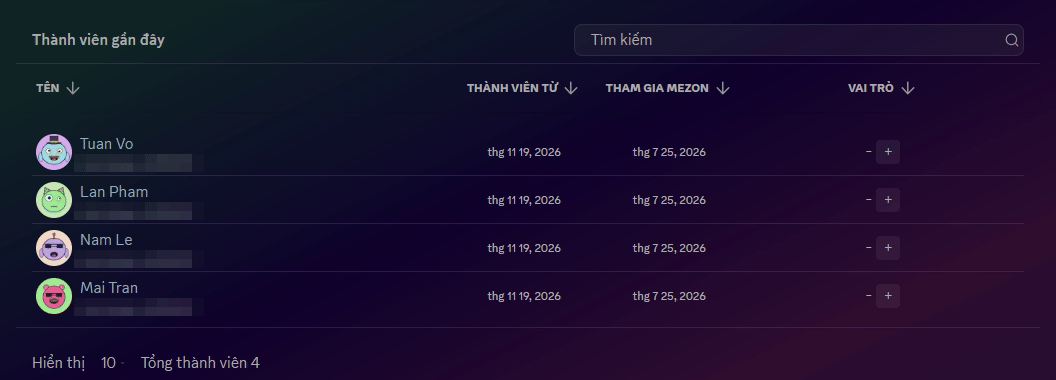 Thành viên gần đây Tìm kiếm
TÊN THÀNH VIÊN TỪ THAM GIA MEZON VAI TRÒ
Tuan Vo
thg 11 19, 2026 thg 7 25, 2026 – +
Lan Pham
thg 11 19, 2026 thg 7 25, 2026 – +
Nam Le
thg 11 19, 2026 thg 7 25, 2026 – +
Mai Tran
thg 11 19, 2026 thg 7 25, 2026 – +
Hiển thị 10 Tổng thành viên 4